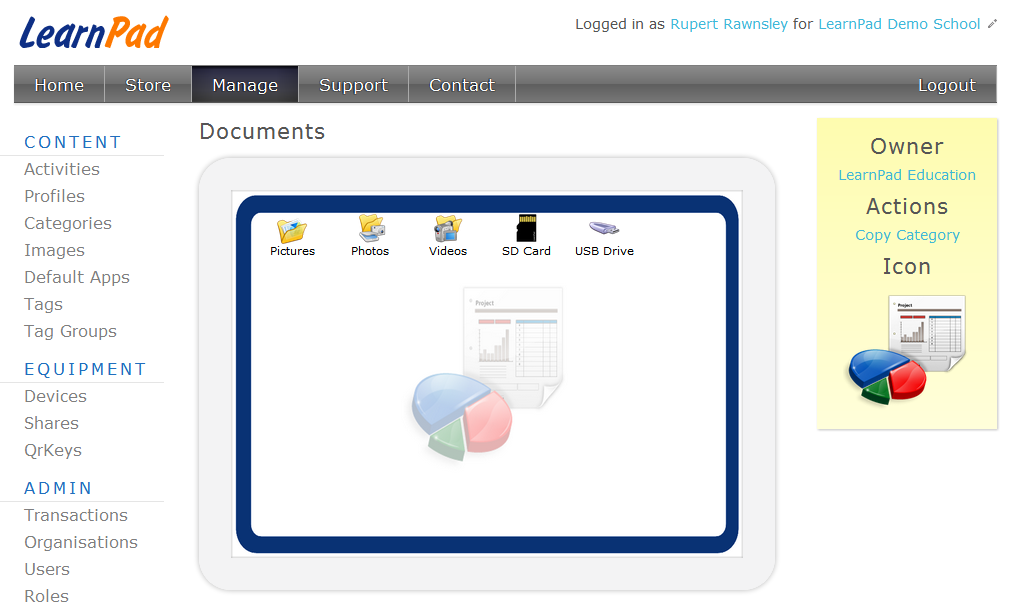 LearnPad
Logged in as Rupert Rawnsley for LearnPad Demo School
Home Store Manage Support Contact Logout
CONTENT
Activities
Profiles
Categories
Images
Default Apps
Tags
Tag Groups
EQUIPMENT
Devices
Shares
QrKeys
ADMIN
Transactions
Organisations
Users
Roles
Documents
Pictures Photos Videos SD Card USB Drive
Project
Owner
LearnPad Education
Actions
Copy Category
Icon
Project